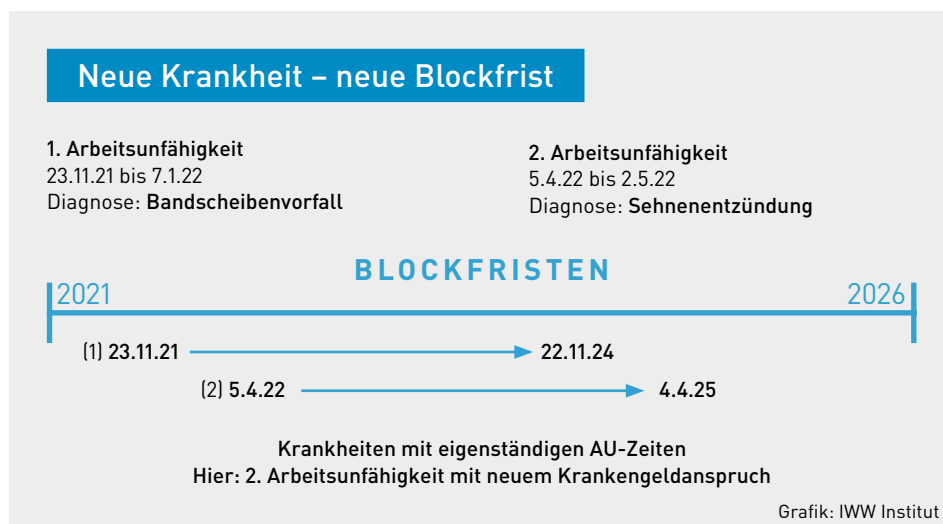 Neue Krankheit – neue Blockfrist
1. Arbeitsunfähigkeit
23.11.21 bis 7.1.22
Diagnose: Bandscheibenvorfall
2. Arbeitsunfähigkeit
5.4.22 bis 2.5.22
Diagnose: Sehnenentzündung
BLOCKFRISTEN
2021 2026
(1) 23.11.21 22.11.24
(2) 5.4.22 4.4.25
Krankheiten mit eigenständigen AU-Zeiten
Hier: 2. Arbeitsunfähigkeit mit neuem Krankengeldanspruch
Grafik: IWW Institut